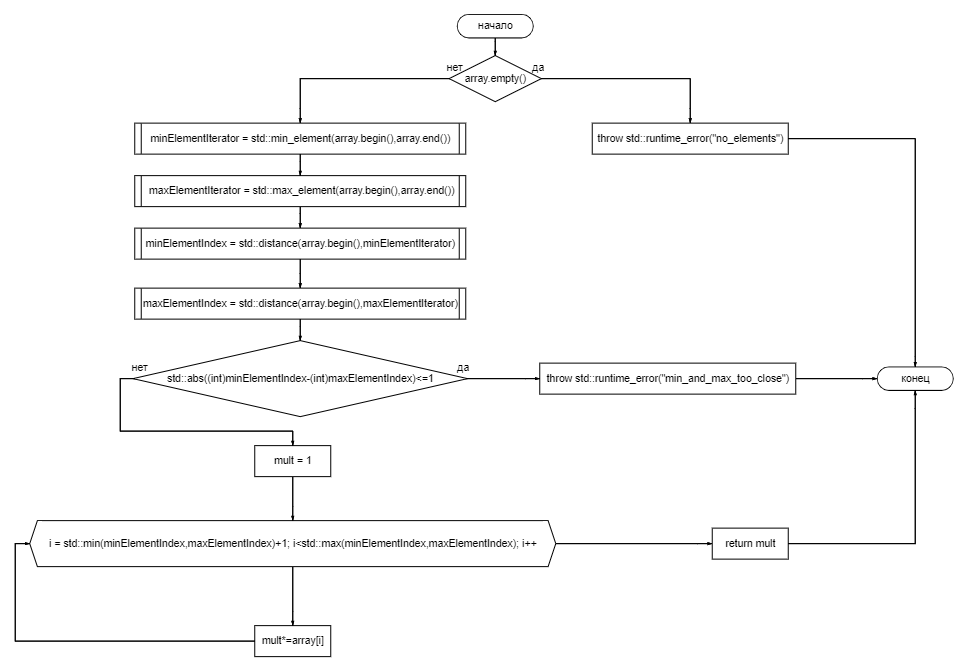 начало
нет
да
array.empty()
minElementIterator = std::min_element(array.begin(),array.end())
throw std::runtime_error("no_elements")
maxElementIterator = std::max_element(array.begin(),array.end())
minElementIndex = std::distance(array.begin(),minElementIterator)
maxElementIndex = std::distance(array.begin(),maxElementIterator)
нет
да
std::abs((int)minElementIndex-(int)maxElementIndex)<=1
throw std::runtime_error("min_and_max_too_close")
конец
mult = 1
i = std::min(minElementIndex,maxElementIndex)+1; i<std::max(minElementIndex,maxElementIndex); i++
return mult
mult*=array[i]